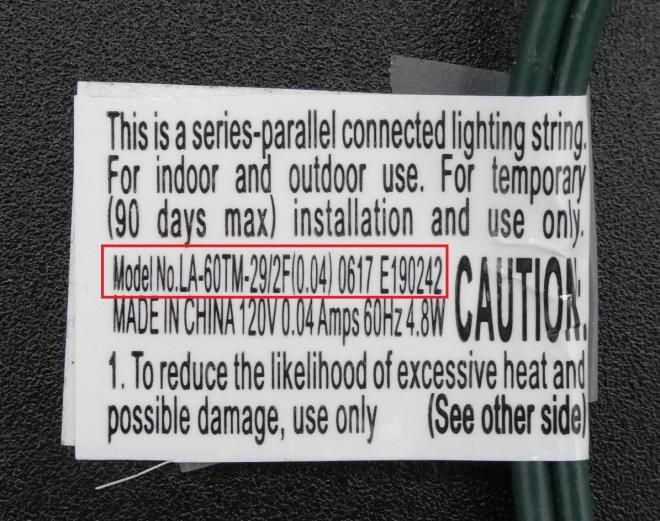 This is a series-parallel connected lighting string.
For indoor and outdoor use. For temporary
(90 days max) installation and use only.
Model No.LA-60TM-29/2F(0.04) 0617 E190242
MADE IN CHINA 120V 0.04 Amps 60Hz 4.8W
CAUTION:
1. To reduce the likelihood of excessive heat and
possible damage, use only (See other side)